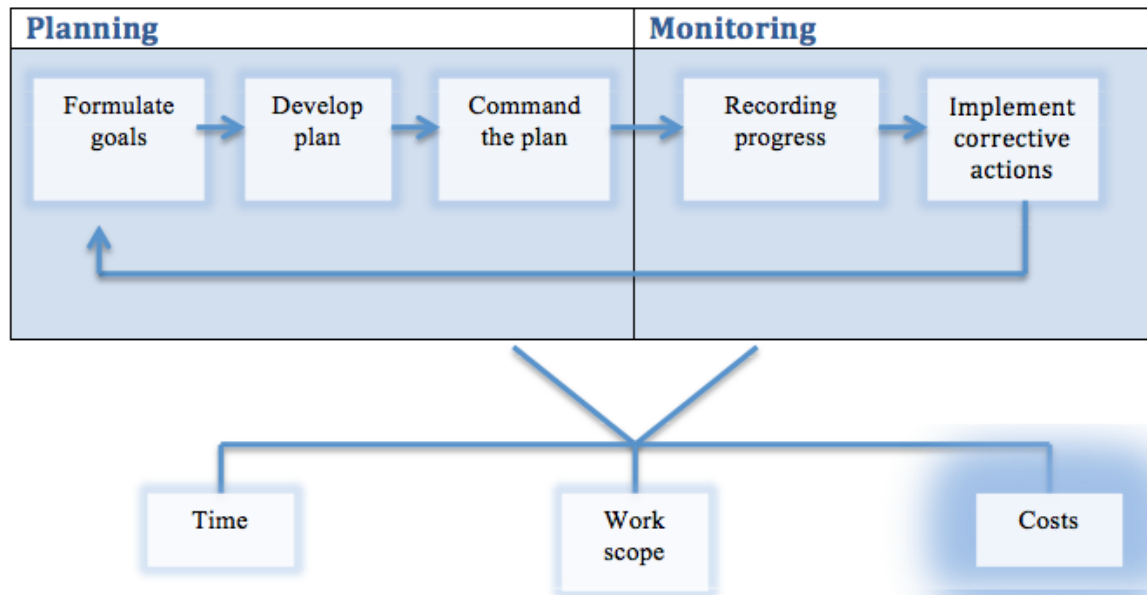 Planning
Monitoring
Formulate
goals
Develop
plan
Command
the plan
Recording
progress
Implement
corrective
actions
Time
Work
scope
Costs